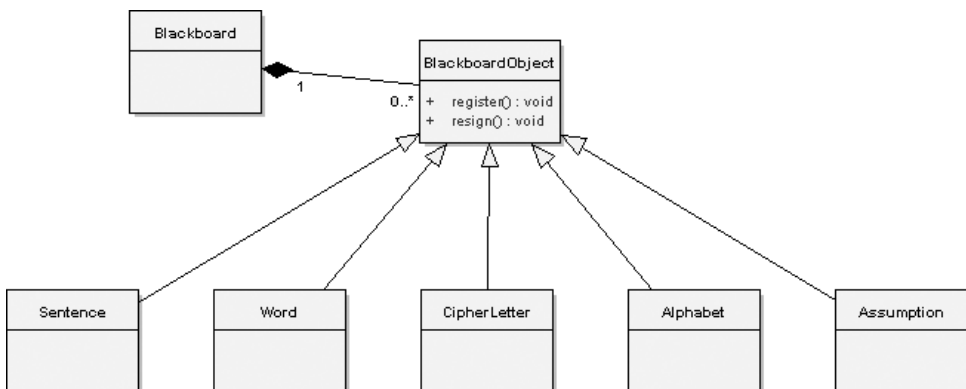 Blackboard
1
BlackboardObject
0..*
+ register() : void
+ resign() : void
Sentence
Word
CipherLetter
Alphabet
Assumption